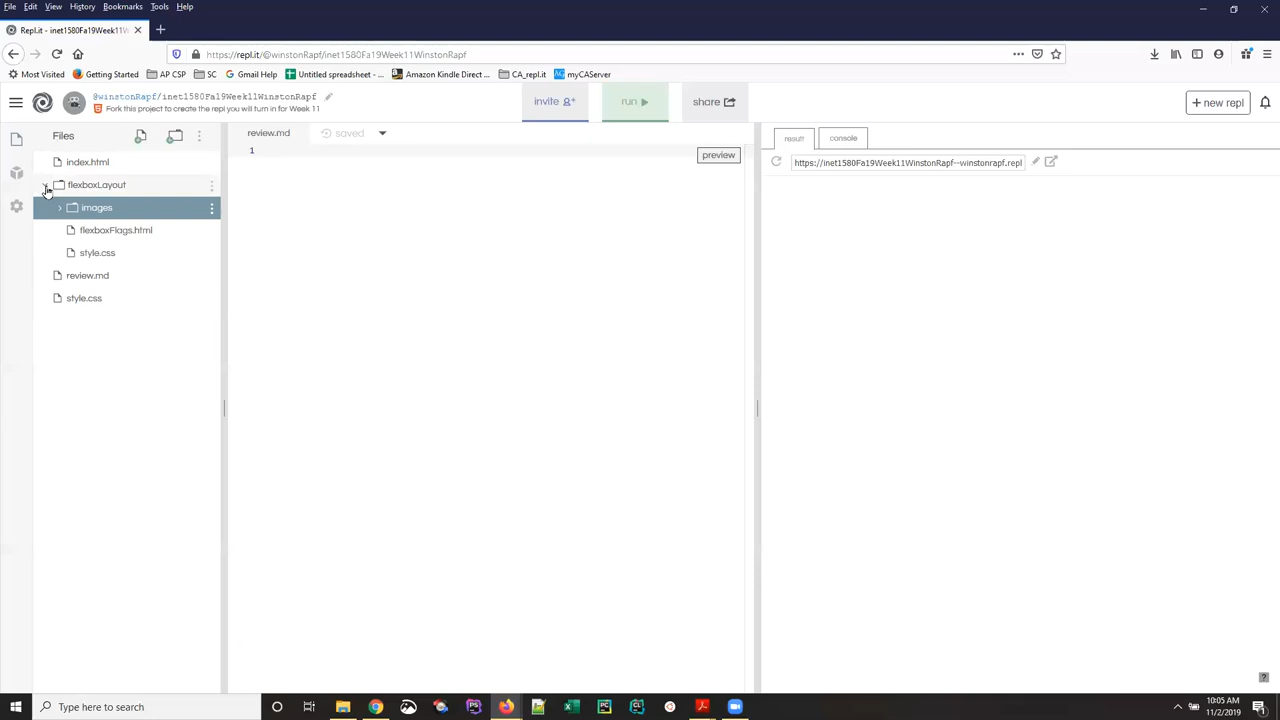 File Edit View History Bookmarks Tools Help
Repl.it - inet1580Fa19Week11W
https://repl.it/@winstonRapf/inet1580Fa19Week11WinstonRapf
Most Visited Getting Started AP CSP SC Gmail Help Untitled spreadsheet - ... Amazon Kindle Direct ... CA_repl.it myCAServer
@winstonRapf/inet1580Fa19Week11WinstonRapf
Fork this project to create the repl you will turn in for Week 11
invite run share + new repl
Files review.md saved result console
index.html 1 preview https://inet1580Fa19Week11WinstonRapf--winstonrapf.repl
flexboxLayout
images
flexboxFlags.html
style.css
review.md
style.css
Type here to search
10:05 AM
11/2/2019